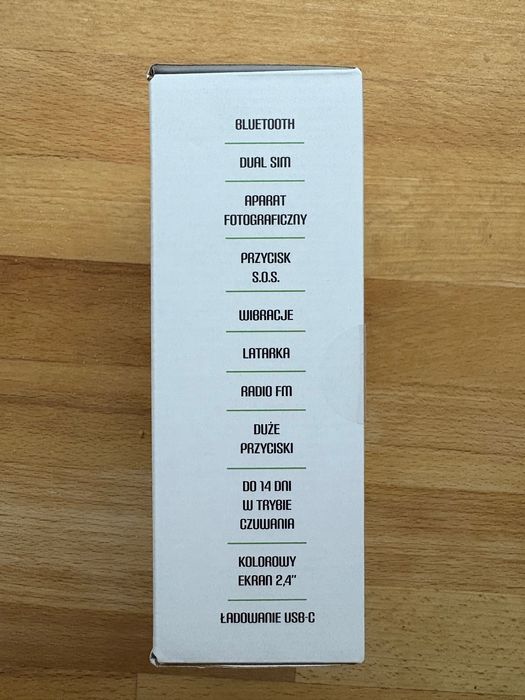 BLUETOOTH
DUAL SIM
APARAT
FOTOGRAFICZNY
PRZYCISK
S.O.S.
WIBRACJE
LATARKA
RADIO FM
DUŻE
PRZYCISKI
DO 14 DNI
W TRYBIE
CZUWANIA
KOLOROWY
EKRAN 2,4"
ŁADOWANIE USB-C